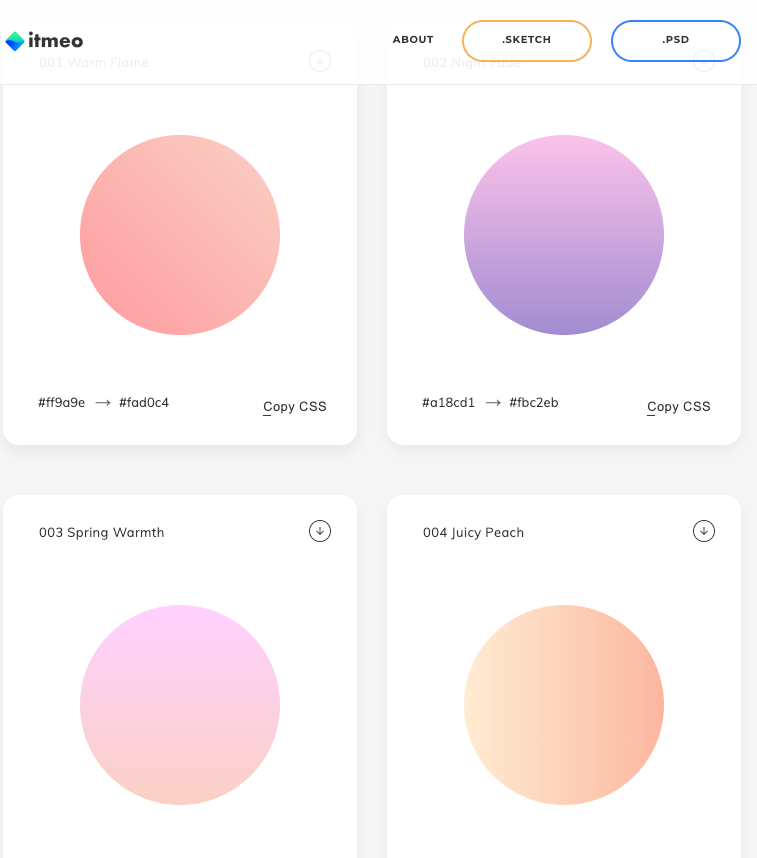 itmeo
ABOUT
.SKETCH
.PSD
001 Warm Flame
002 Night Fade
#ff9a9e → #fad0c4
Copy CSS
#a18cd1 → #fbc2eb
Copy CSS
003 Spring Warmth
004 Juicy Peach